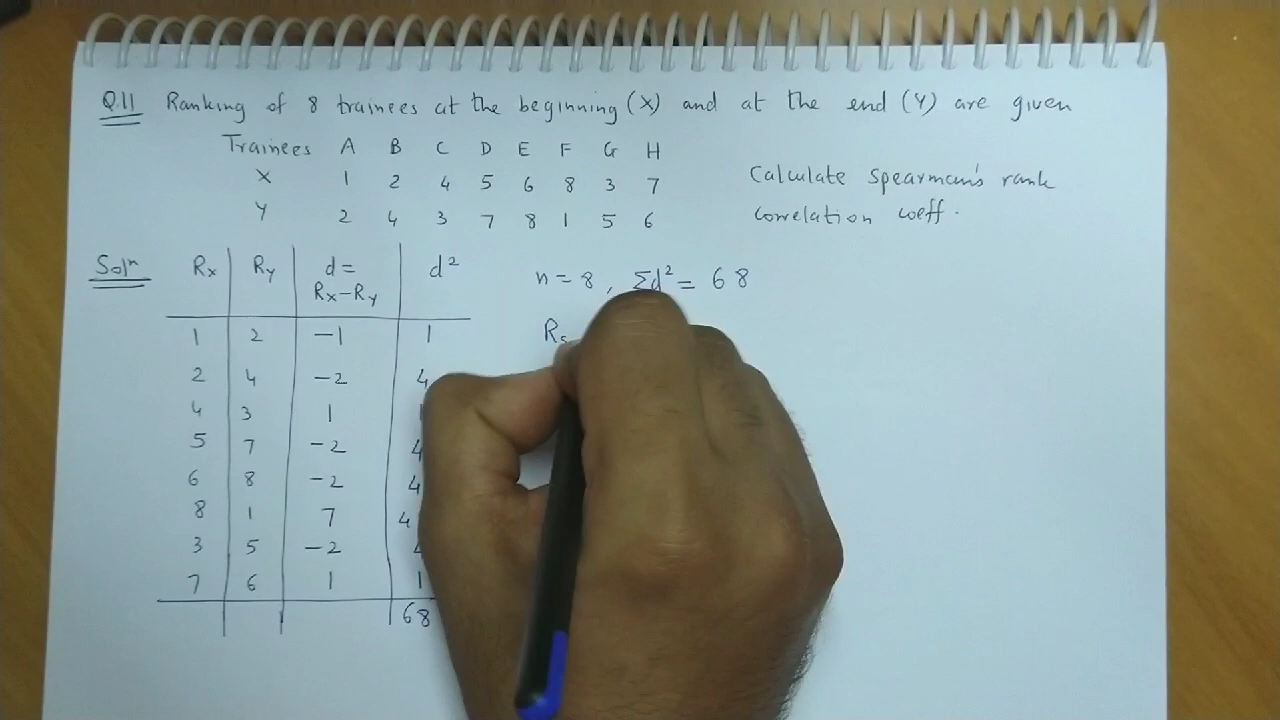 Q.11 Ranking of 8 trainees at the beginning (X) and at the end (Y) are given
Trainees A B C D E F G H
X 1 2 4 5 6 8 3 7
Y 2 4 3 7 8 1 5 6
Calculate Spearman's rank
correlation coeff.
Solⁿ
Rx Ry d = Rx–Ry d²
1 2 –1 1
2 4 –2 4
4 3 1
5 7 –2 4
6 8 –2 4
8 1 7 4
3 5 –2
7 6 1 1
68
n = 8, Σd² = 68
Rs